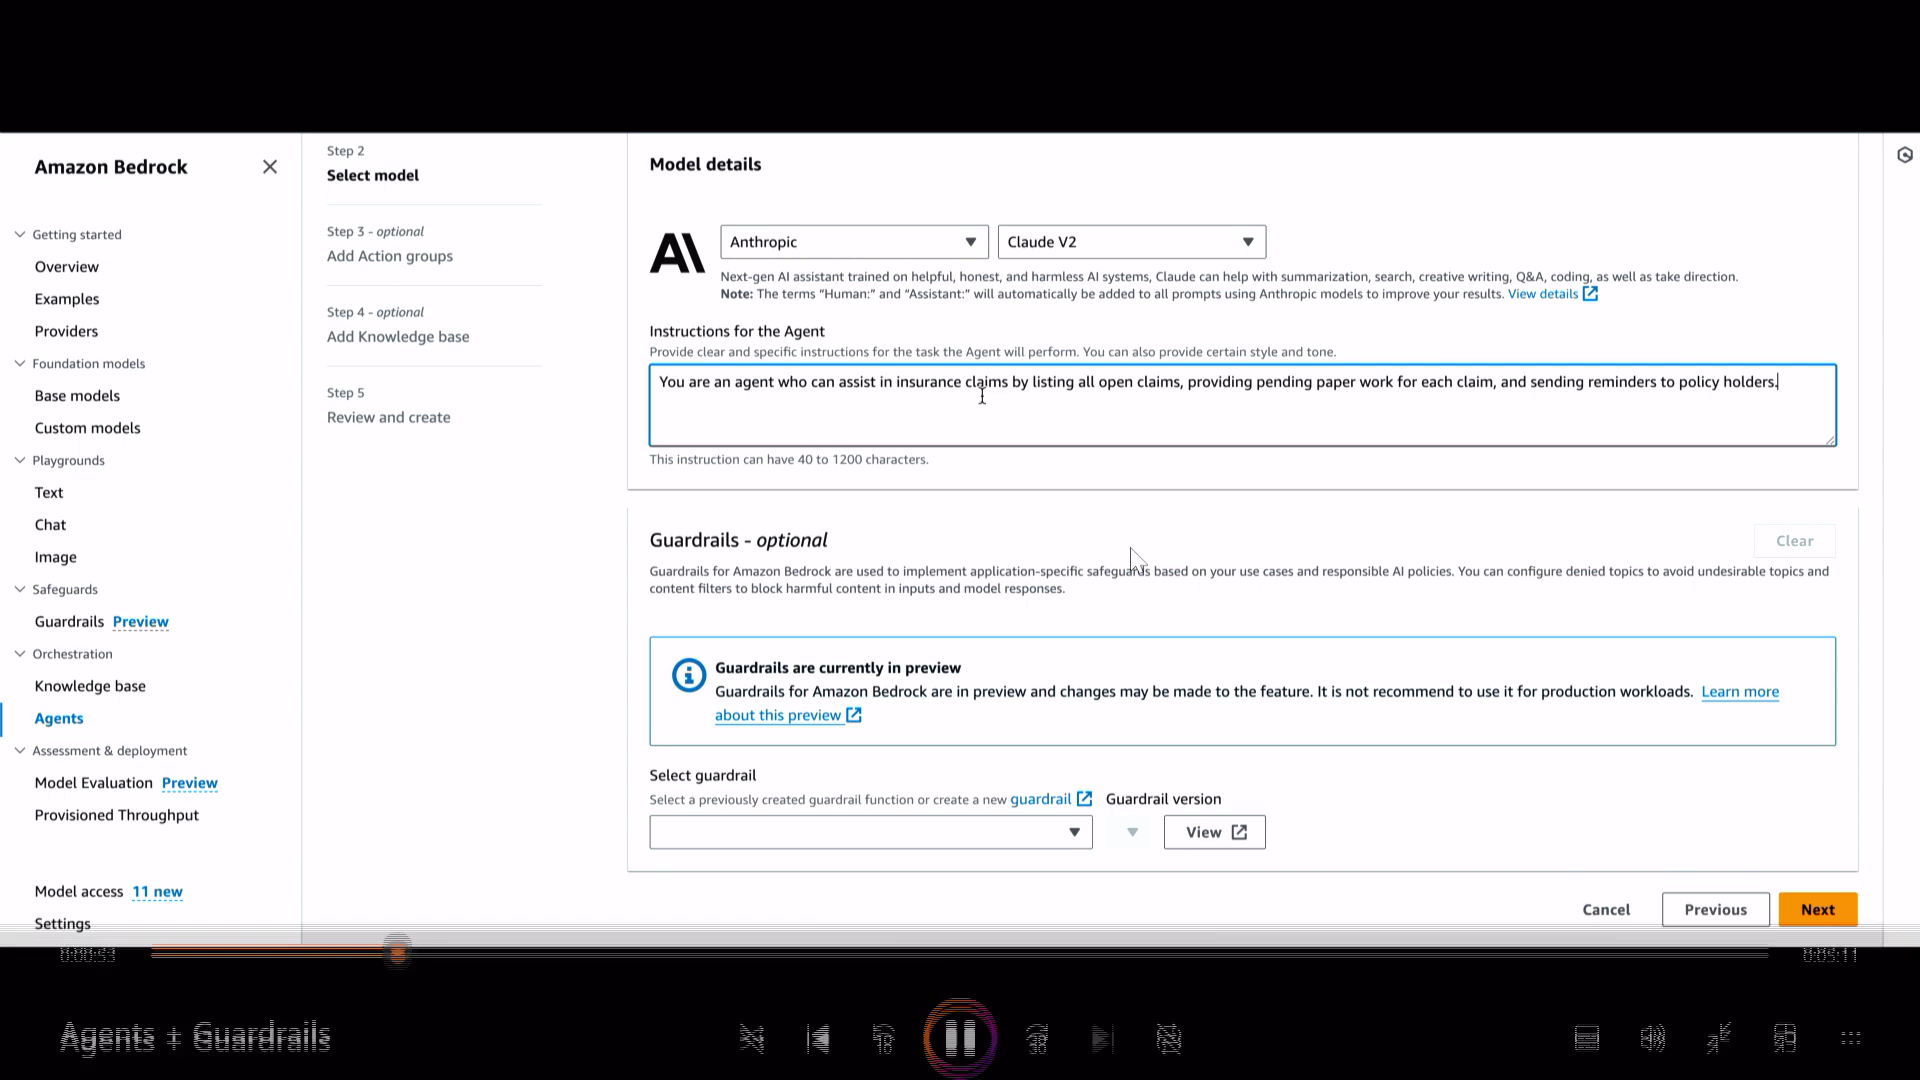 Amazon Bedrock
Getting started
Overview
Examples
Providers
Foundation models
Base models
Custom models
Playgrounds
Text
Chat
Image
Safeguards
Guardrails Preview
Orchestration
Knowledge base
Agents
Assessment & deployment
Model Evaluation Preview
Provisioned Throughput
Model access 11 new
Settings
Step 2
Select model
Step 3 - optional
Add Action groups
Step 4 - optional
Add Knowledge base
Step 5
Review and create
Model details
Anthropic
Claude V2
Next-gen AI assistant trained on helpful, honest, and harmless AI systems, Claude can help with summarization, search, creative writing, Q&A, coding, as well as take direction.
Note: The terms “Human:” and “Assistant:” will automatically be added to all prompts using Anthropic models to improve your results. View details
Instructions for the Agent
Provide clear and specific instructions for the task the Agent will perform. You can also provide certain style and tone.
You are an agent who can assist in insurance claims by listing all open claims, providing pending paper work for each claim, and sending reminders to policy holders.
This instruction can have 40 to 1200 characters.
Guardrails - optional
Clear
Guardrails for Amazon Bedrock are used to implement application-specific safeguards based on your use cases and responsible AI policies. You can configure denied topics to avoid undesirable topics and
content filters to block harmful content in inputs and model responses.
Guardrails are currently in preview
Guardrails for Amazon Bedrock are in preview and changes may be made to the feature. It is not recommend to use it for production workloads. Learn more
about this preview
Select guardrail
Select a previously created guardrail function or create a new guardrail
Guardrail version
View
Cancel
Previous
Next
0:00:53
0:05:11
Agents + Guardrails
10
30